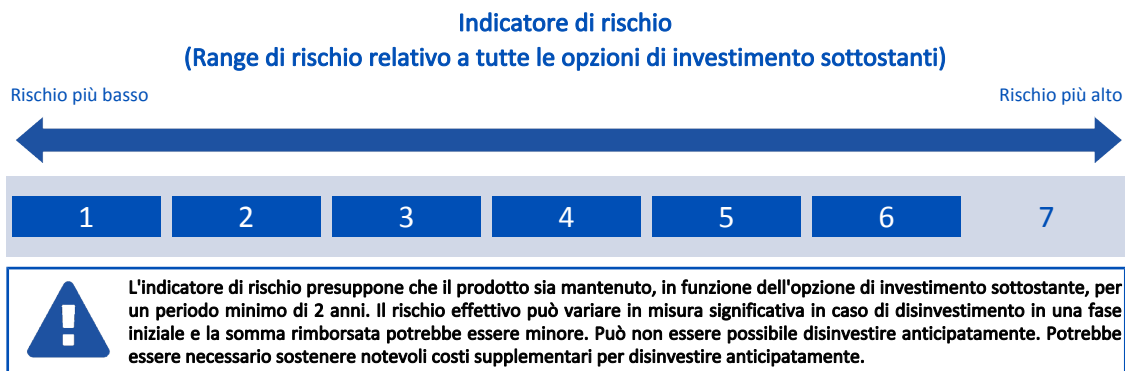 Indicatore di rischio
(Range di rischio relativo a tutte le opzioni di investimento sottostanti)
Rischio più basso Rischio più alto
1 2 3 4 5 6 7
L'indicatore di rischio presuppone che il prodotto sia mantenuto, in funzione dell'opzione di investimento sottostante, per
un periodo minimo di 2 anni. Il rischio effettivo può variare in misura significativa in caso di disinvestimento in una fase
iniziale e la somma rimborsata potrebbe essere minore. Può non essere possibile disinvestire anticipatamente. Potrebbe
essere necessario sostenere notevoli costi supplementari per disinvestire anticipatamente.